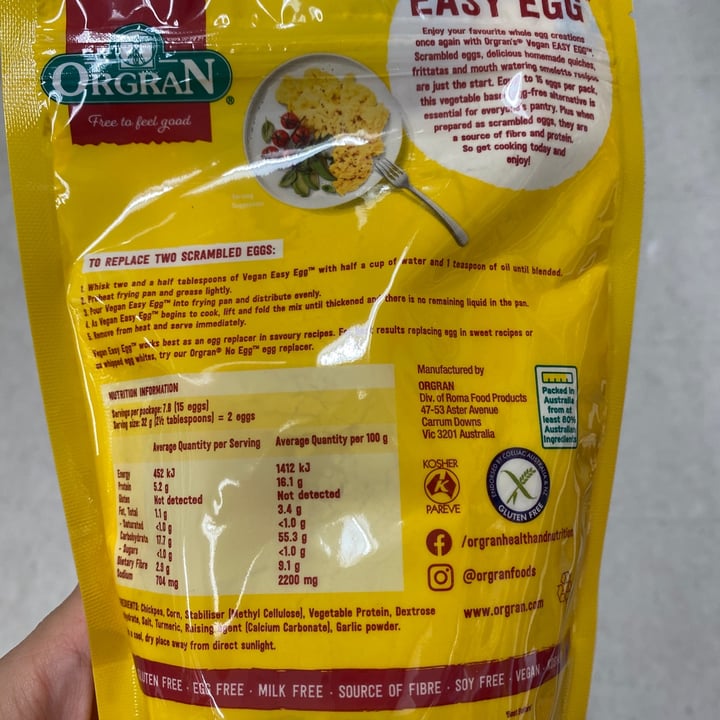 EASY EGG
Enjoy your favourite whole egg creations
once again with Orgran's® Vegan EASY EGG™.
Scrambled eggs, delicious homemade quiches,
frittatas and mouth watering omelette recipes
are just the start. to 15 eggs per pack,
this vegetable based egg-free alternative is
essential for everyone's pantry. Plus when
prepared as scrambled eggs, they are
a source of fibre and protein.
So get cooking today and
enjoy!
ORGRAN®
Free to feel good
Serving
Suggestion
TO REPLACE TWO SCRAMBLED EGGS:
1. Whisk two and a half tablespoons of Vegan Easy Egg™ with half a cup of water and 1 teaspoon of oil until blended.
2. Preheat frying pan and grease lightly.
3. Pour Vegan Easy Egg™ into frying pan and distribute evenly.
4. As Vegan Easy Egg™ begins to cook, lift and fold the mix until thickened and there is no remaining liquid in the pan.
5. Remove from heat and serve immediately.
Vegan Easy Egg™ works best as an egg replacer in savoury recipes. For results replacing egg in sweet recipes or
as whipped egg whites, try our Orgran® No Egg™ egg replacer.
NUTRITION INFORMATION
Servings per package: 7.8 (15 eggs)
Serving size: 32 g (2½ tablespoons) = 2 eggs
Average Quantity per Serving Average Quantity per 100 g
Energy 452 kJ 1412 kJ
Protein 5.2 g 16.1 g
Gluten Not detected Not detected
Fat, Total 1.1 g 3.4 g
- Saturated <1.0 g <1.0 g
Carbohydrate 17.7 g 55.3 g
- Sugars <1.0 g <1.0 g
Dietary Fibre 2.9 g 9.1 g
Sodium 704 mg 2200 mg
Manufactured by
ORGRAN
Div. of Roma Food Products
47-53 Aster Avenue
Carrum Downs
Vic 3201 Australia
Packed in
Australia
from at
least 80%
Australian
Ingredients
KOSHER
PAREVE
ENDORSED BY COELIAC AUSTRALIA & NZ
GLUTEN FREE
/orgranhealthandnutrition
@orgranfoods
www.orgran.com
Chickpea, Corn, Stabiliser (Methyl Cellulose), Vegetable Protein, Dextrose
Salt, Turmeric, Raising Agent (Calcium Carbonate), Garlic powder.
a cool, dry place away from direct sunlight.
GLUTEN FREE · EGG FREE · MILK FREE · SOURCE OF FIBRE · SOY FREE · VEGAN ·